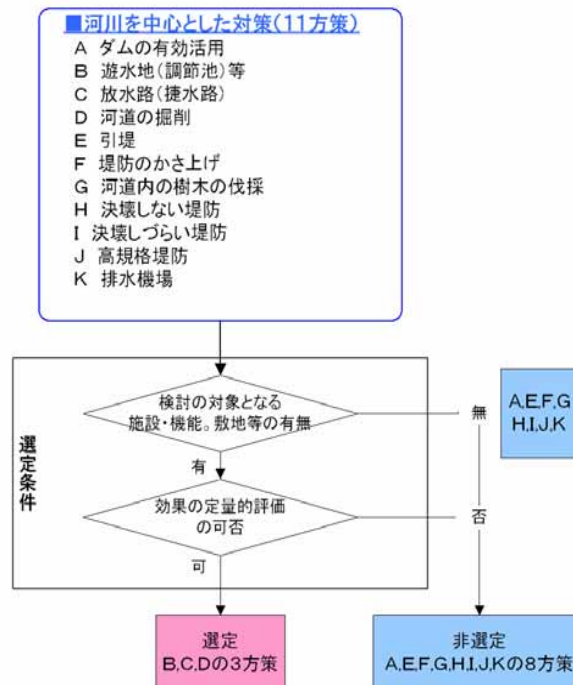 ■河川を中心とした対策(11方策)
A ダムの有効活用
B 遊水地(調節池)等
C 放水路(捷水路)
D 河道の掘削
E 引堤
F 堤防のかさ上げ
G 河道内の樹木の伐採
H 決壊しない堤防
I 決壊しづらい堤防
J 高規格堤防
K 排水機場
選定条件
検討の対象となる
施設・機能。敷地等の有無
無
A,E,F,G
H,I,J,K
有
効果の定量的評価
の可否
否
可
選定
B,C,Dの3方策
非選定
A,E,F,G,H,I,J,Kの8方策